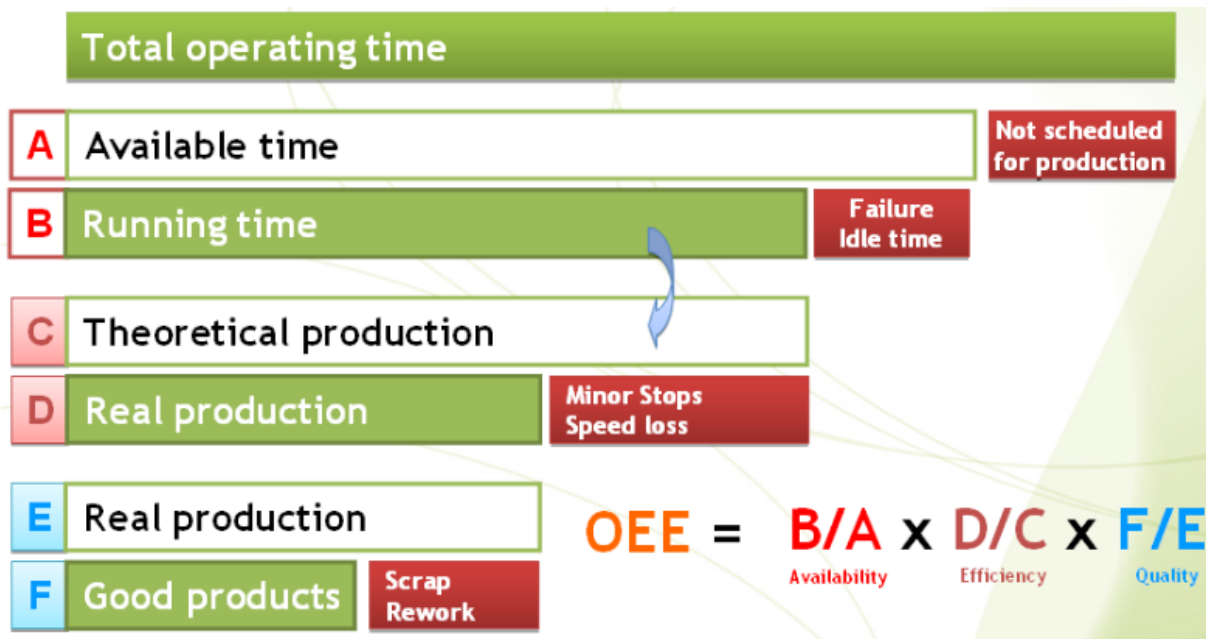 Total operating time
A Available time
Not scheduled
for production
B Running time
Failure
Idle time
C Theoretical production
D Real production
Minor Stops
Speed loss
E Real production
F Good products
Scrap
Rework
OEE = B/A x D/C x F/E
Availability Efficiency Quality